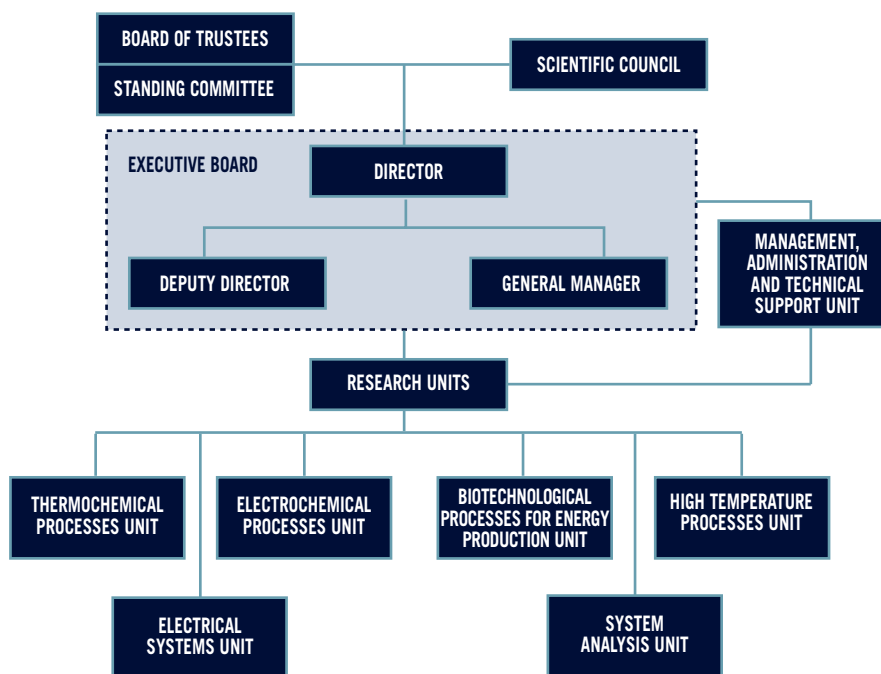 BOARD OF TRUSTEES
STANDING COMMITTEE
SCIENTIFIC COUNCIL
EXECUTIVE BOARD
DIRECTOR
DEPUTY DIRECTOR
GENERAL MANAGER
MANAGEMENT,
ADMINISTRATION
AND TECHNICAL
SUPPORT UNIT
RESEARCH UNITS
THERMOCHEMICAL
PROCESSES UNIT
ELECTROCHEMICAL
PROCESSES UNIT
BIOTECHNOLOGICAL
PROCESSES FOR ENERGY
PRODUCTION UNIT
HIGH TEMPERATURE
PROCESSES UNIT
ELECTRICAL
SYSTEMS UNIT
SYSTEM
ANALYSIS UNIT